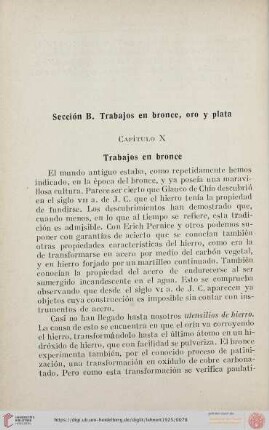 Sección B. Trabajos en bronce, oro y plata
Capítulo X
Trabajos en bronce
El mundo antiguo estaba, como repetidamente hemos
indicado, en la época del bronce, y ya poseía una maravi-
llosa cultura. Parece ser cierto que Glauco de Chío descubrió
en el siglo vii a. de J. C. que el hierro tenía la propiedad
de fundirse. Los descubrimientos han demostrado que,
cuando menos, en lo que al tiempo se refiere, esta tradi-
ción es admisible. Con Erich Pernice y otros podemos su-
poner con garantías de acierto que se conocían también
otras propiedades características del hierro, como era la
de transformarse en acero por medio del carbón vegetal,
y en hierro forjado por un martilleo continuado. También
conocían la propiedad del acero de endurecerse al ser
sumergido incandescente en el agua. Esto se comprueba
observando que desde el siglo vi a. de J. C. aparecen ya
objetos cuya construcción es imposible sin contar con ins-
trumentos de acero.
Casi no han llegado hasta nosotros utensilios de hierro.
La causa de esto se encuentra en que el orín va corroyendo
el hierro, transformándolo hasta el último átomo en un hi-
dróxido de hierro, que con facilidad se pulveriza. El bronce
experimenta también, por el conocido proceso de patini-
zación, una transformación en oxidado de cobre carbona-
tado. Pero como esta transformación se verifica paulati-